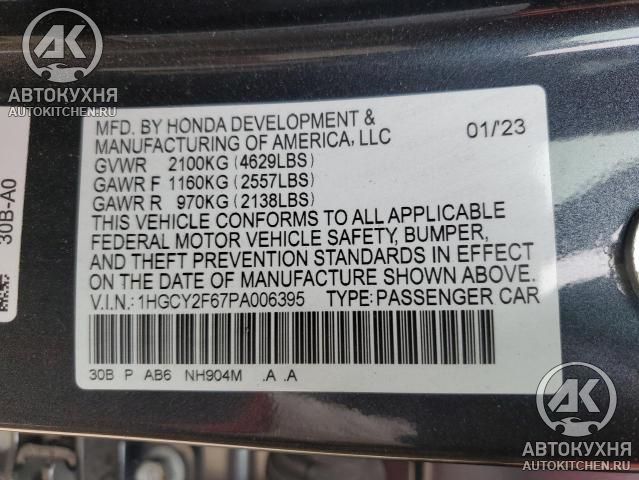 АК
АВТОКУХНЯ
AUTOKITCHEN.RU
30B-A0
MFD. BY HONDA DEVELOPMENT &
MANUFACTURING OF AMERICA, LLC 01/'23
GVWR 2100KG (4629LBS)
GAWR F 1160KG (2557LBS)
GAWR R 970KG (2138LBS)
THIS VEHICLE CONFORMS TO ALL APPLICABLE
FEDERAL MOTOR VEHICLE SAFETY, BUMPER,
AND THEFT PREVENTION STANDARDS IN EFFECT
ON THE DATE OF MANUFACTURE SHOWN ABOVE.
V.I.N.:1HGCY2F67PA006395 TYPE:PASSENGER CAR
30B P AB6 NH904M .A .A
АК
АВТОКУХНЯ
AUTOKITCHEN.RU